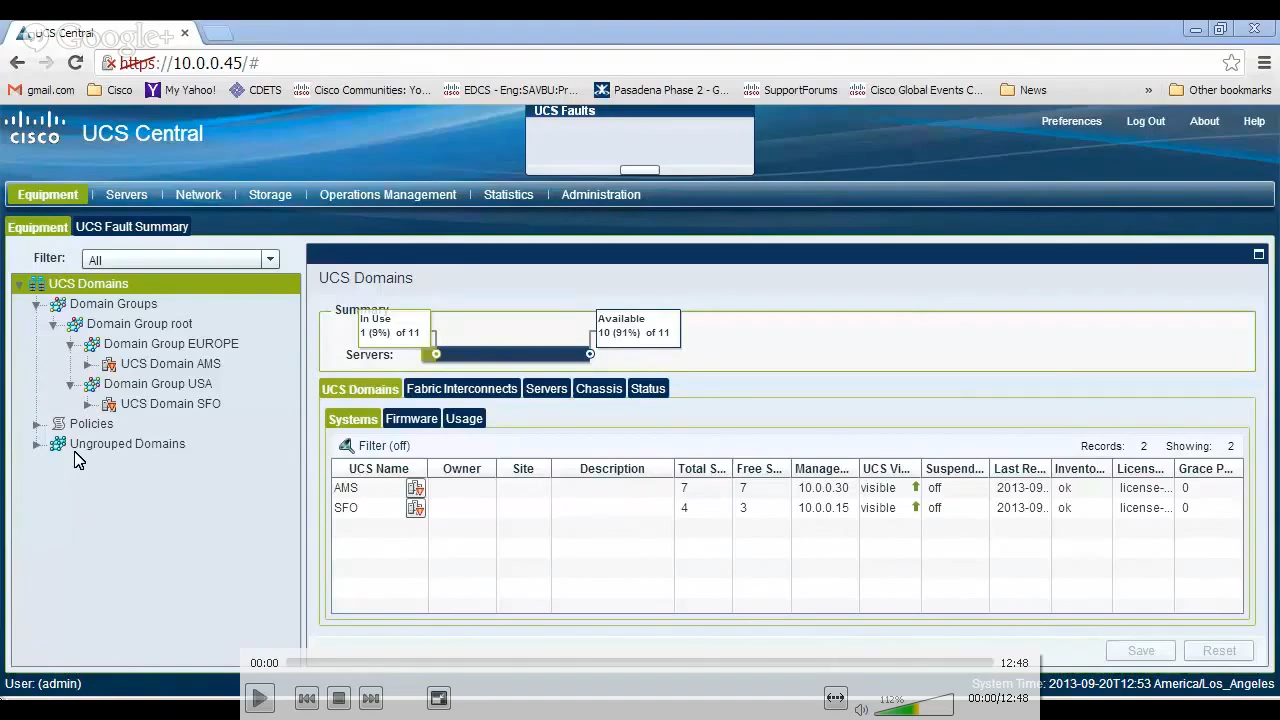 UCS Central
Google+
https://10.0.0.45/#
gmail.com Cisco My Yahoo! CDETS Cisco Communities: Yo... EDCS - Eng:SAVBU:Pr... Pasadena Phase 2 - G... SupportForums Cisco Global Events C... News » Other bookmarks
CISCO UCS Central
UCS Faults
Preferences Log Out About Help
Equipment Servers Network Storage Operations Management Statistics Administration
Equipment UCS Fault Summary
Filter: All
UCS Domains
Domain Groups
Domain Group root
Domain Group EUROPE
UCS Domain AMS
Domain Group USA
UCS Domain SFO
Policies
Ungrouped Domains
UCS Domains
Summary
In Use
1 (9%) of 11
Available
10 (91%) of 11
Servers:
UCS Domains Fabric Interconnects Servers Chassis Status
Systems Firmware Usage
Filter (off) Records: 2 Showing: 2
UCS Name Owner Site Description Total S... Free S... Manage... UCS Vi... Suspend... Last Re... Invento... Licens... Grace P...
AMS 7 7 10.0.0.30 visible off 2013-09... ok license-... 0
SFO 4 3 10.0.0.15 visible off 2013-09... ok license-... 0
Save Reset
00:00 12:48
User: (admin) System Time: 2013-09-20T12:53 America/Los_Angeles
112% 00:00/12:48